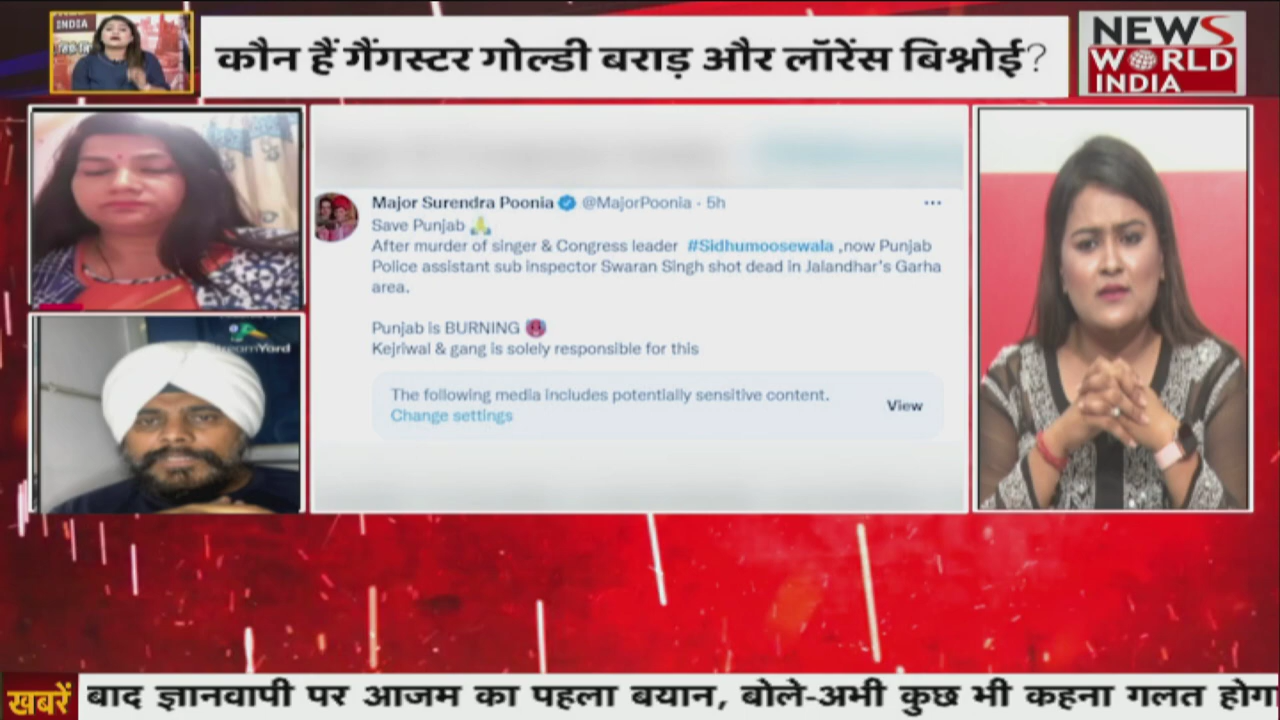 INDIA
कौन हैं गैंगस्टर गोल्डी बराड़ और लॉरेंस बिश्नोई?
NEWS
WORLD
INDIA
Major Surendra Poonia @MajorPoonia · 5h
Save Punjab 🙏
After murder of singer & Congress leader #Sidhumoosewala ,now Punjab
Police assistant sub inspector Swaran Singh shot dead in Jalandhar's Garha
area.
Punjab is BURNING
Kejriwal & gang is solely responsible for this
The following media includes potentially sensitive content.
Change settings
View
reamYard
खबरें
बाद ज्ञानवापी पर आजम का पहला बयान, बोले-अभी कुछ भी कहना गलत होगा